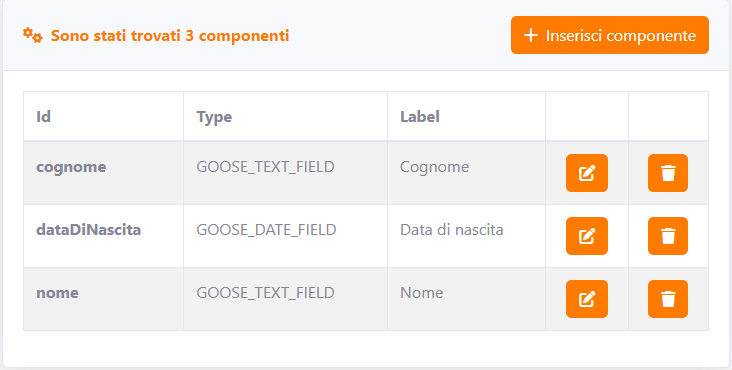 Sono stati trovati 3 componenti
Inserisci componente
Id Type Label
cognome GOOSE_TEXT_FIELD Cognome
dataDiNascita GOOSE_DATE_FIELD Data di nascita
nome GOOSE_TEXT_FIELD Nome